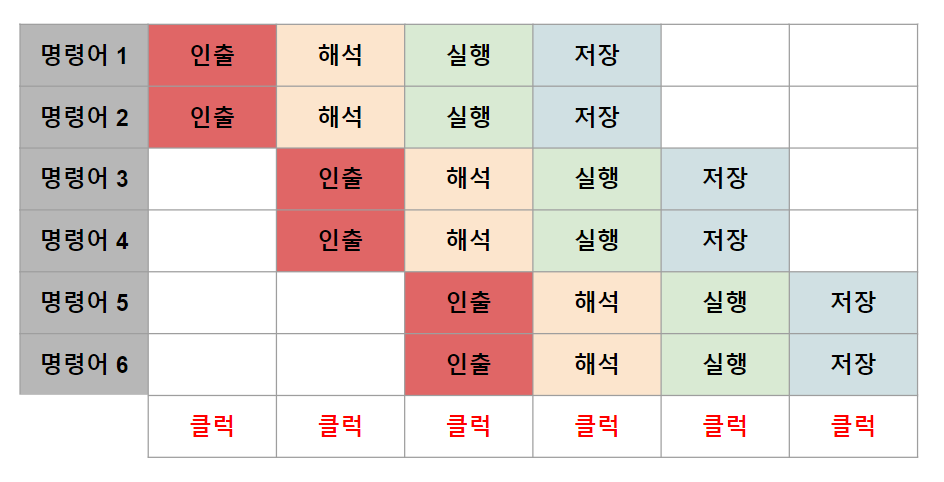 명령어 1 인출 해석 실행 저장
명령어 2 인출 해석 실행 저장
명령어 3 인출 해석 실행 저장
명령어 4 인출 해석 실행 저장
명령어 5 인출 해석 실행 저장
명령어 6 인출 해석 실행 저장
클럭 클럭 클럭 클럭 클럭 클럭